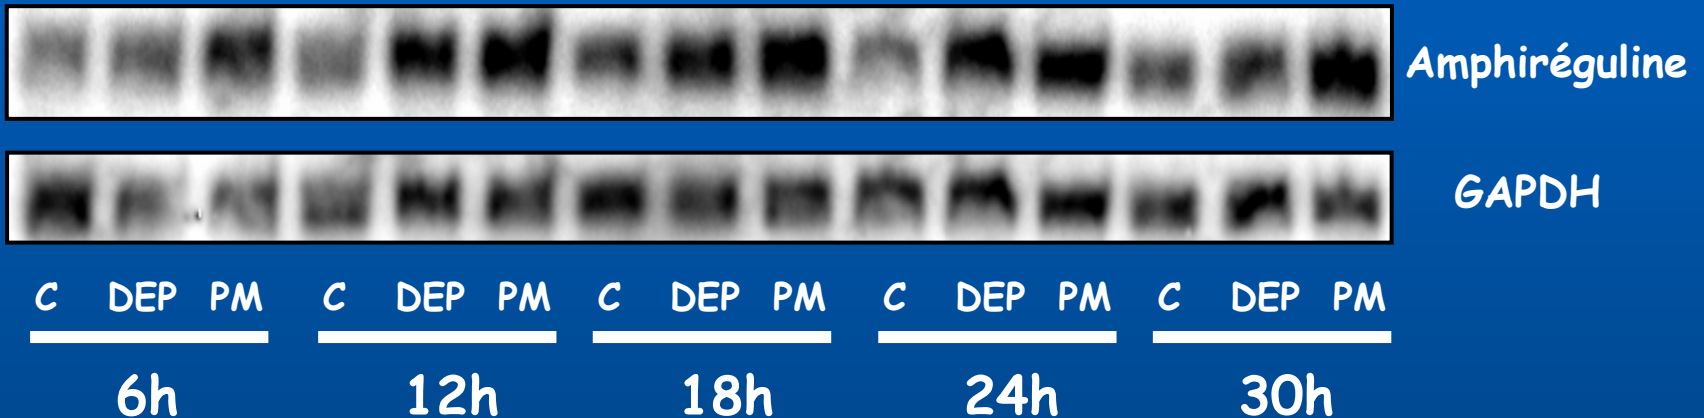 Amphiréguline
GAPDH
C DEP PM C DEP PM C DEP PM C DEP PM C DEP PM
6h 12h 18h 24h 30h